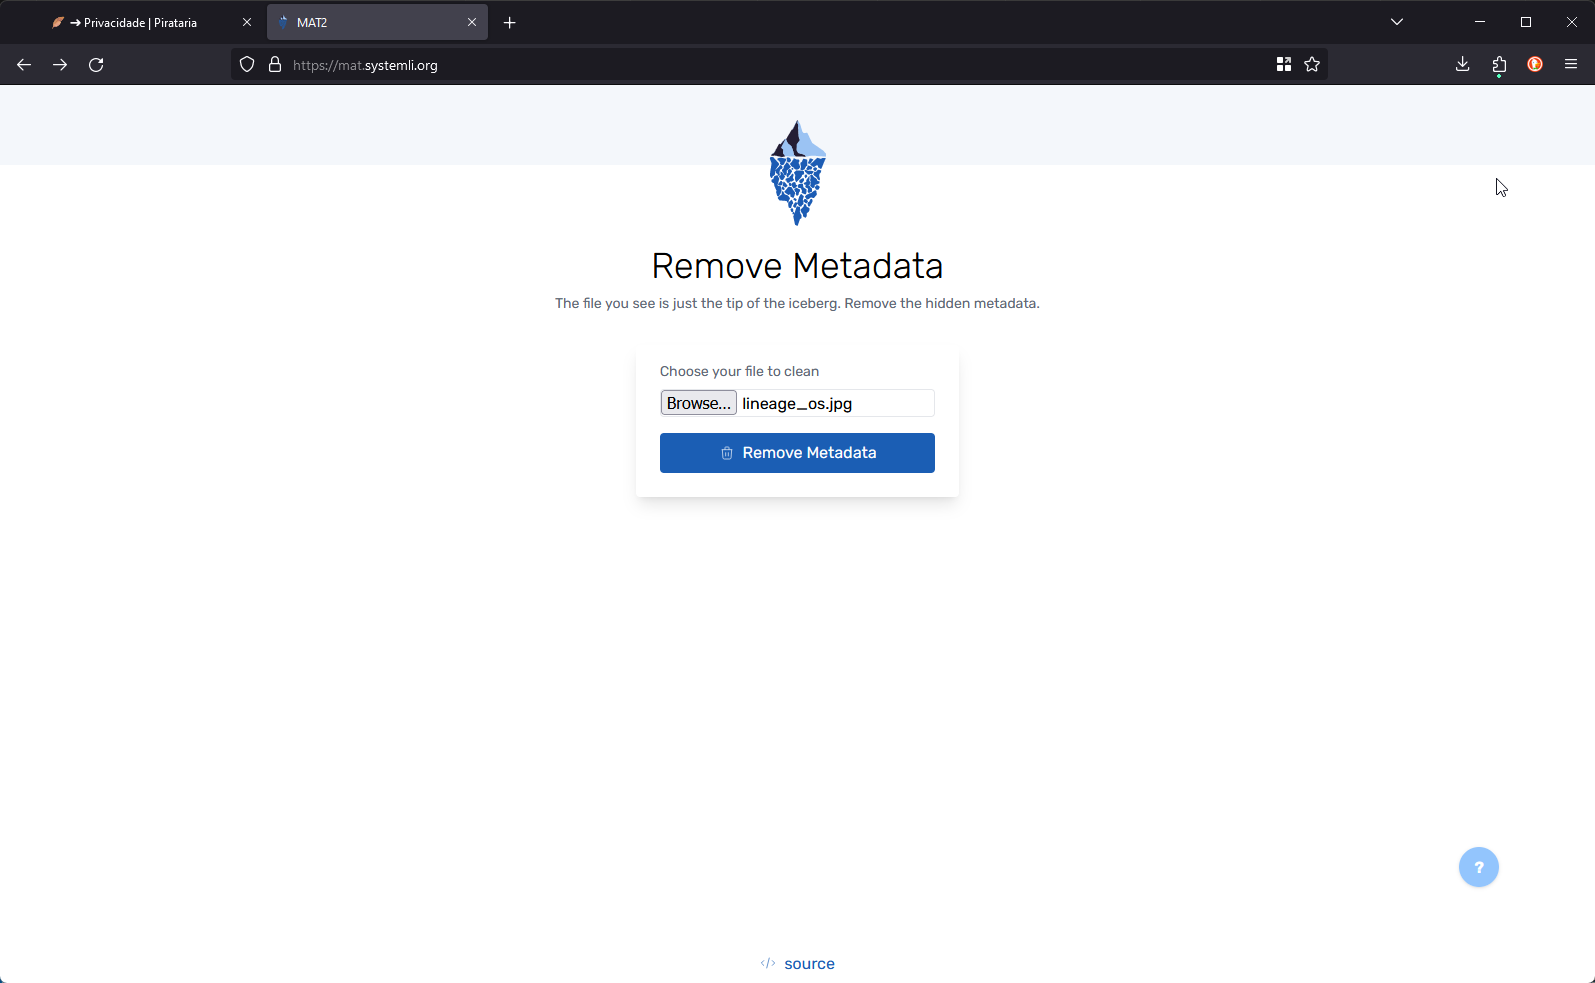 ➔ Privacidade | Pirataria
MAT2
https://mat.systemli.org
Remove Metadata
The file you see is just the tip of the iceberg. Remove the hidden metadata.
Choose your file to clean
Browse... lineage_os.jpg
Remove Metadata
?
</> source